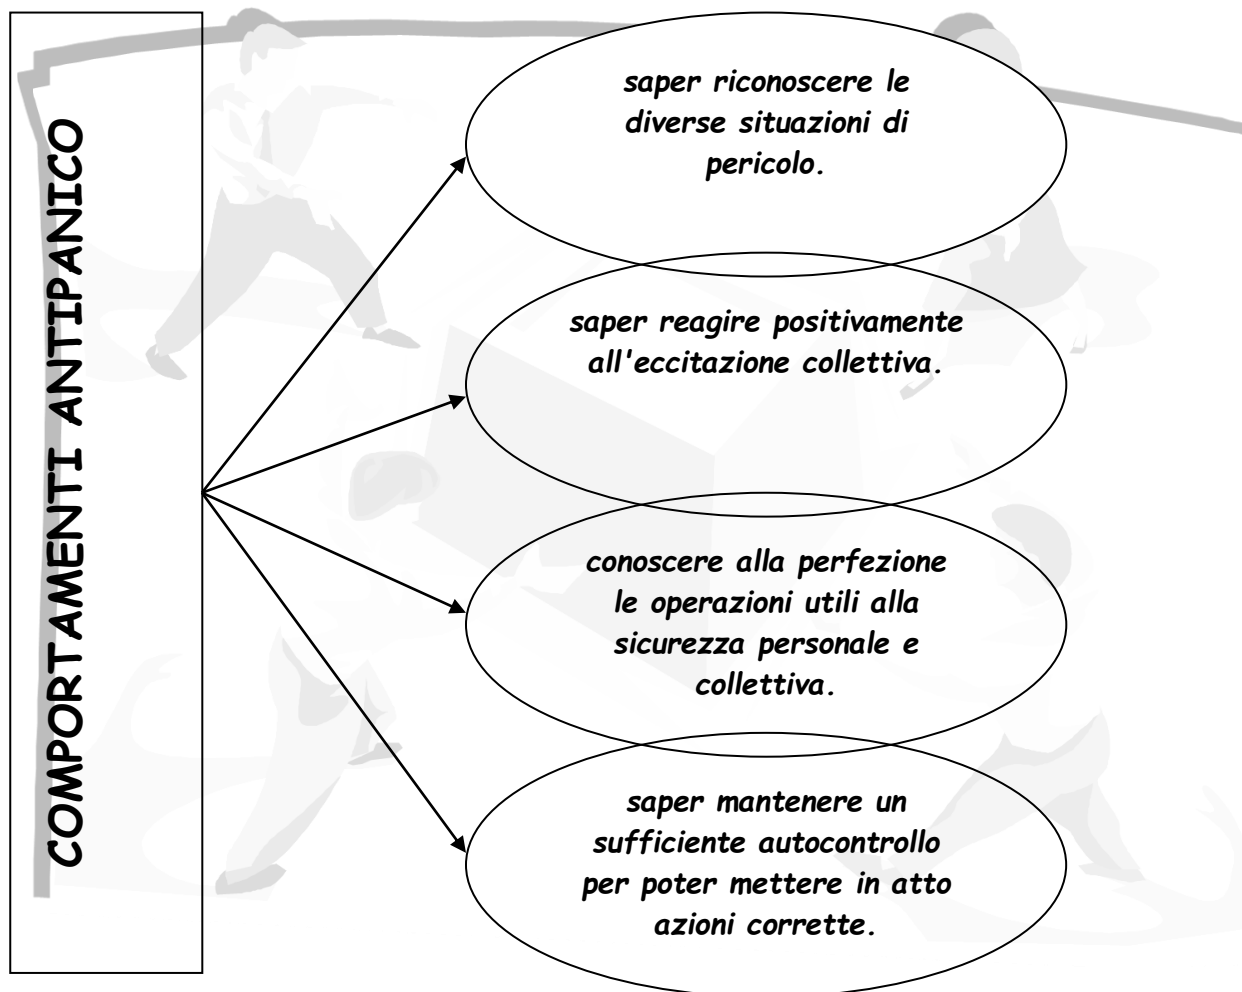 COMPORTAMENTI ANTIPANICO
saper riconoscere le
diverse situazioni di
pericolo.
saper reagire positivamente
all'eccitazione collettiva.
conoscere alla perfezione
le operazioni utili alla
sicurezza personale e
collettiva.
saper mantenere un
sufficiente autocontrollo
per poter mettere in atto
azioni corrette.